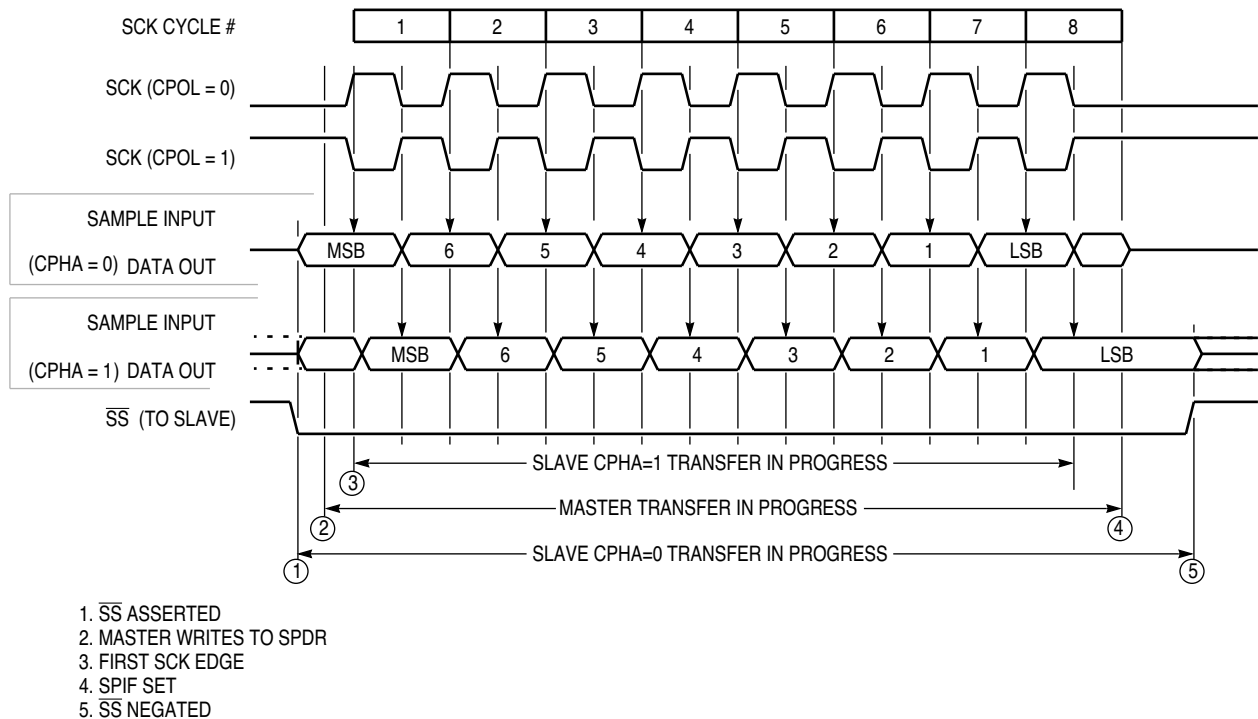 SCK CYCLE # 1 2 3 4 5 6 7 8
SCK (CPOL = 0)
SCK (CPOL = 1)
SAMPLE INPUT
(CPHA = 0) DATA OUT MSB 6 5 4 3 2 1 LSB
SAMPLE INPUT
(CPHA = 1) DATA OUT MSB 6 5 4 3 2 1 LSB
SS (TO SLAVE)
3 SLAVE CPHA=1 TRANSFER IN PROGRESS
2 MASTER TRANSFER IN PROGRESS 4
1 SLAVE CPHA=0 TRANSFER IN PROGRESS 5
1. SS ASSERTED
2. MASTER WRITES TO SPDR
3. FIRST SCK EDGE
4. SPIF SET
5. SS NEGATED